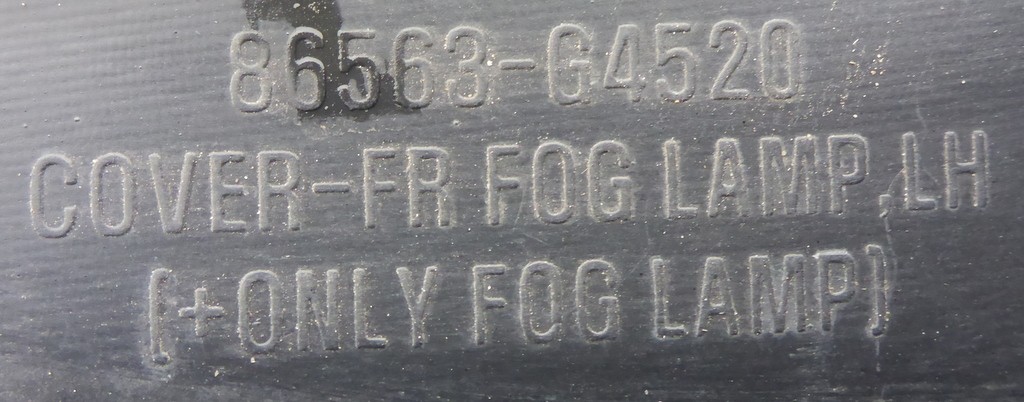 86563-G4520
COVER-FR FOG LAMP,LH
(+ONLY FOG LAMP)